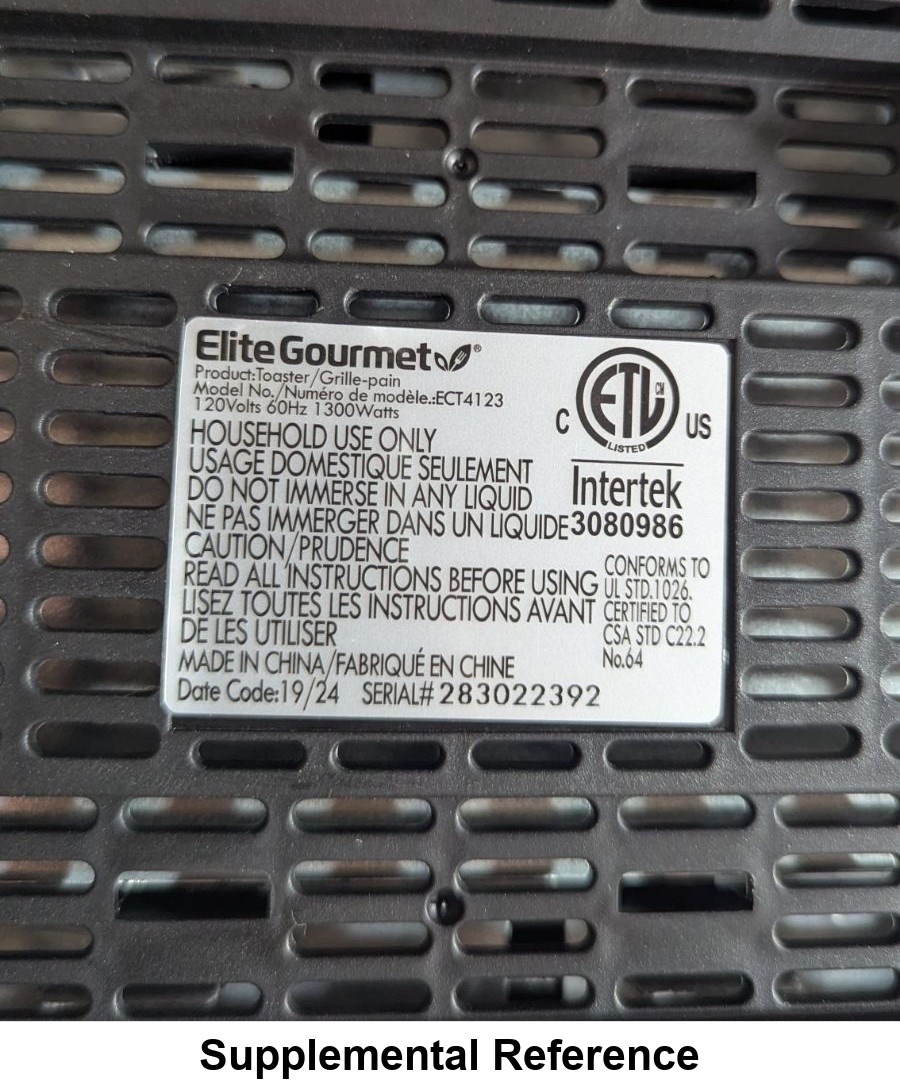 Elite Gourmet®
Product:Toaster/Grille-pain
Model No./Numéro de modèle.:ECT4123
120Volts 60Hz 1300Watts
HOUSEHOLD USE ONLY
USAGE DOMESTIQUE SEULEMENT
DO NOT IMMERSE IN ANY LIQUID
NE PAS IMMERGER DANS UN LIQUIDE
CAUTION/PRUDENCE
READ ALL INSTRUCTIONS BEFORE USING
LISEZ TOUTES LES INSTRUCTIONS AVANT
DE LES UTILISER
MADE IN CHINA/FABRIQUÉ EN CHINE
Date Code:19/24 SERIAL# 283022392
ETL CM
C US
LISTED
Intertek
3080986
CONFORMS TO
UL STD.1026.
CERTIFIED TO
CSA STD C22.2
No.64
Supplemental Reference